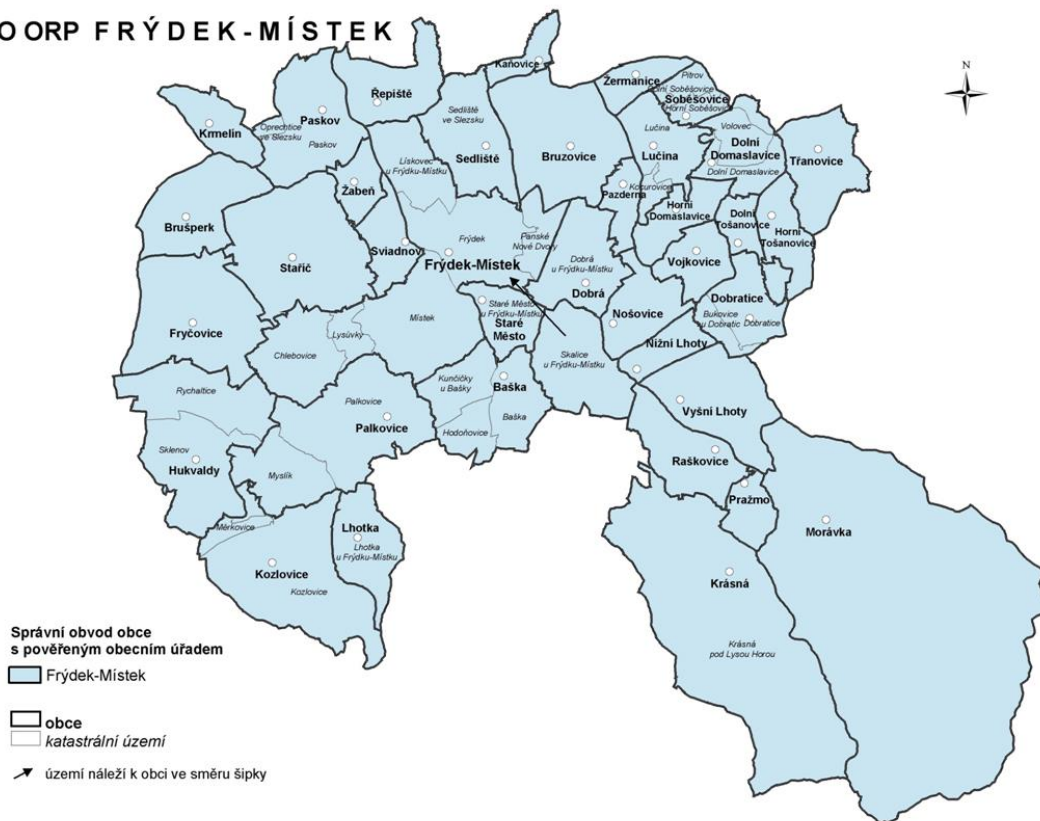 O ORP FRÝDEK-MÍSTEK
N
Kaňovice
Řepiště
Žermanice
Pitrov
Dolní Soběšovice
Soběšovice
Horní Soběšovice
Krmelín
Oprechtice
ve Slezsku
Paskov
Paskov
Sedliště
ve Slezsku
Sedliště
Bruzovice
Lučina
Lučina
Volovec
Dolní
Domaslavice
Dolní Domaslavice
Třanovice
Lískovec
u Frýdku-Místku
Žabeň
Pazderna
Kocurovice
Horní
Domaslavice
Dolní
Tošanovice
Horní
Tošanovice
Brušperk
Staříč
Sviadnov
Frýdek
Frýdek-Místek
Panské
Nové Dvory
Dobrá
u Frýdku-Místku
Dobrá
Vojkovice
Fryčovice
Chlebovice
Lysůvky
Místek
Staré Město
u Frýdku-Místku
Staré
Město
Nošovice
Dobratice
Bukovice
u Dobratic
Dobratice
Nižní Lhoty
Skalice
u Frýdku-Místku
Rychaltice
Palkovice
Palkovice
Kunčičky
u Bašky
Baška
Baška
Hodoňovice
Vyšní Lhoty
Sklenov
Hukvaldy
Myslík
Raškovice
Pražmo
Morávka
Měrkovice
Lhotka
Lhotka
u Frýdku-Místku
Kozlovice
Kozlovice
Krásná
Krásná
pod Lysou Horou
Správní obvod obce
s pověřeným obecním úřadem
Frýdek-Místek
obce
katastrální území
území náleží k obci ve směru šipky